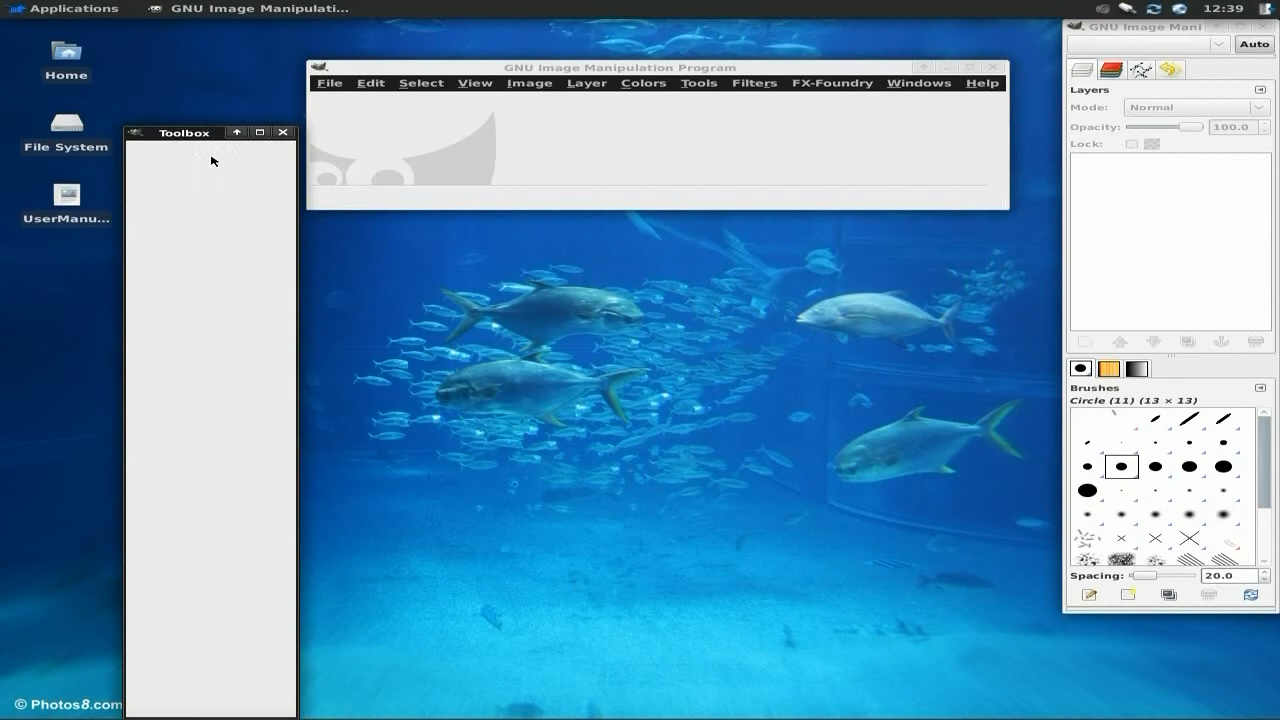 Applications
GNU Image Manipulati...
12:39
Home
File System
UserManu...
Toolbox
GNU Image Manipulation Program
File Edit Select View Image Layer Colors Tools Filters FX-Foundry Windows Help
GNU Image Mani
Auto
Layers
Mode: Normal
Opacity: 100.0
Lock:
Brushes
Circle (11) (13 × 13)
Spacing: 20.0
© Photos8.com